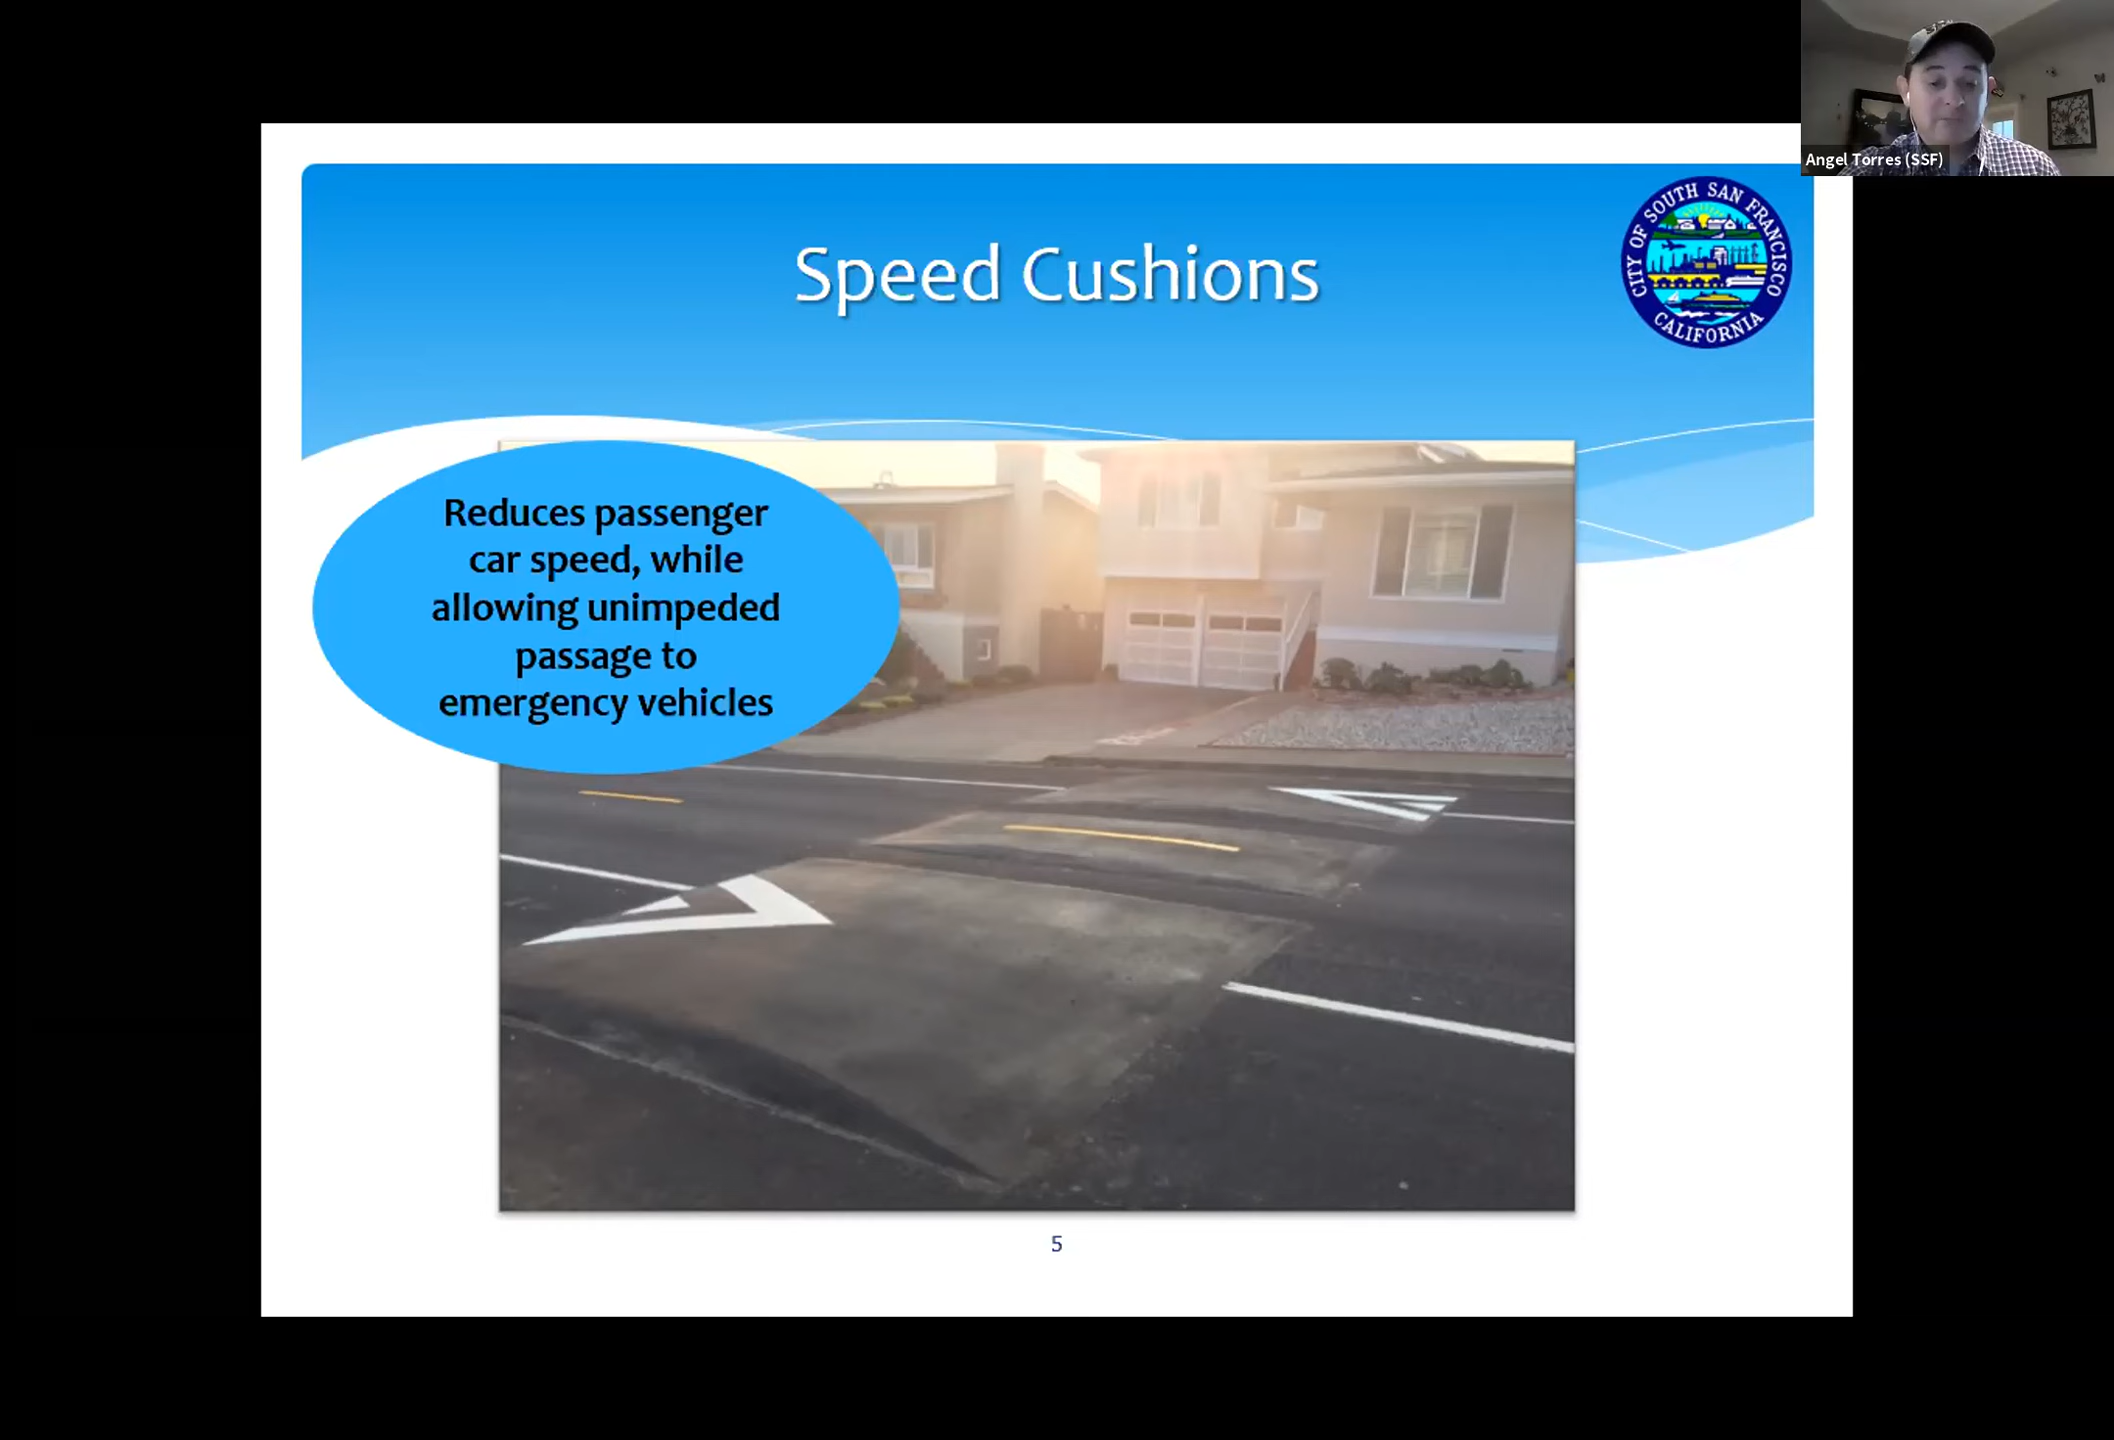 Angel Torres (SSF)
CITY OF SOUTH SAN FRANCISCO
CALIFORNIA
Speed Cushions
Reduces passenger
car speed, while
allowing unimpeded
passage to
emergency vehicles
5